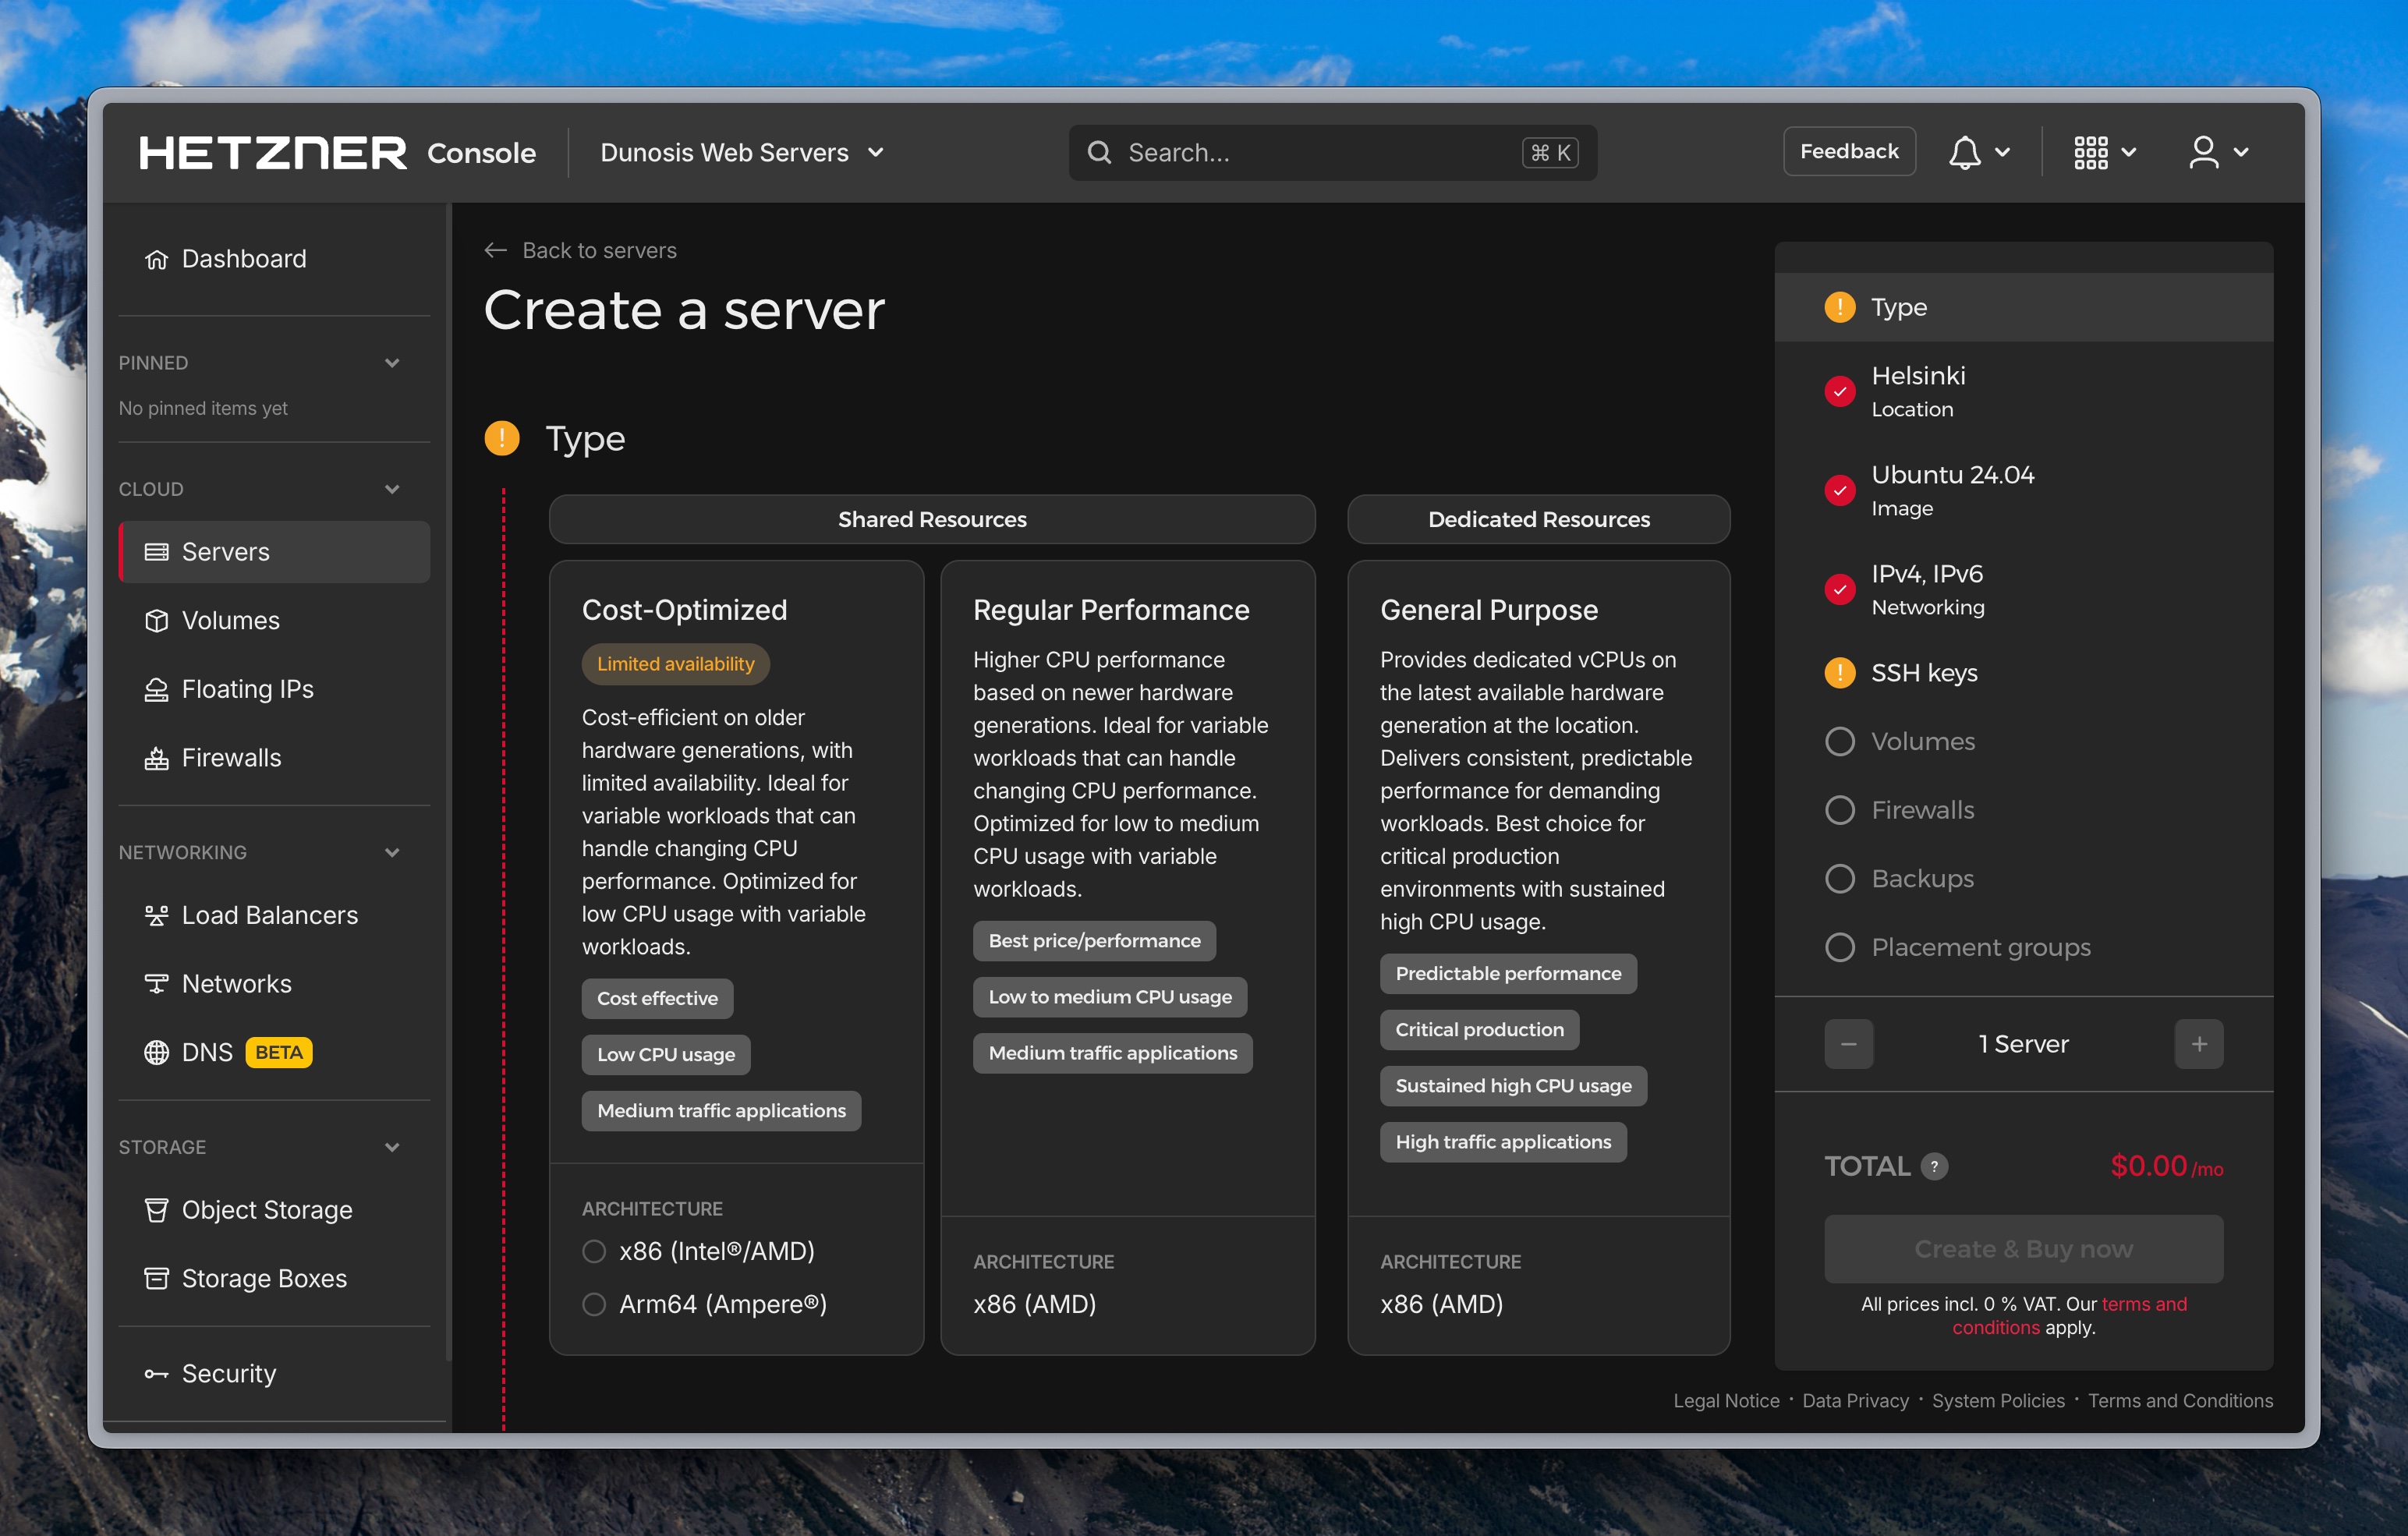 HETZNER Console
Dunosis Web Servers
Search...
⌘ K
Feedback
Dashboard
PINNED
No pinned items yet
CLOUD
Servers
Volumes
Floating IPs
Firewalls
NETWORKING
Load Balancers
Networks
DNS BETA
STORAGE
Object Storage
Storage Boxes
Security
← Back to servers
Create a server
! Type
Shared Resources
Cost-Optimized
Limited availability
Cost-efficient on older
hardware generations, with
limited availability. Ideal for
variable workloads that can
handle changing CPU
performance. Optimized for
low CPU usage with variable
workloads.
Cost effective
Low CPU usage
Medium traffic applications
ARCHITECTURE
x86 (Intel®/AMD)
Arm64 (Ampere®)
Regular Performance
Higher CPU performance
based on newer hardware
generations. Ideal for variable
workloads that can handle
changing CPU performance.
Optimized for low to medium
CPU usage with variable
workloads.
Best price/performance
Low to medium CPU usage
Medium traffic applications
ARCHITECTURE
x86 (AMD)
Dedicated Resources
General Purpose
Provides dedicated vCPUs on
the latest available hardware
generation at the location.
Delivers consistent, predictable
performance for demanding
workloads. Best choice for
critical production
environments with sustained
high CPU usage.
Predictable performance
Critical production
Sustained high CPU usage
High traffic applications
ARCHITECTURE
x86 (AMD)
! Type
Helsinki
Location
Ubuntu 24.04
Image
IPv4, IPv6
Networking
! SSH keys
Volumes
Firewalls
Backups
Placement groups
− 1 Server +
TOTAL ? $0.00/mo
Create & Buy now
All prices incl. 0 % VAT. Our terms and
conditions apply.
Legal Notice · Data Privacy · System Policies · Terms and Conditions